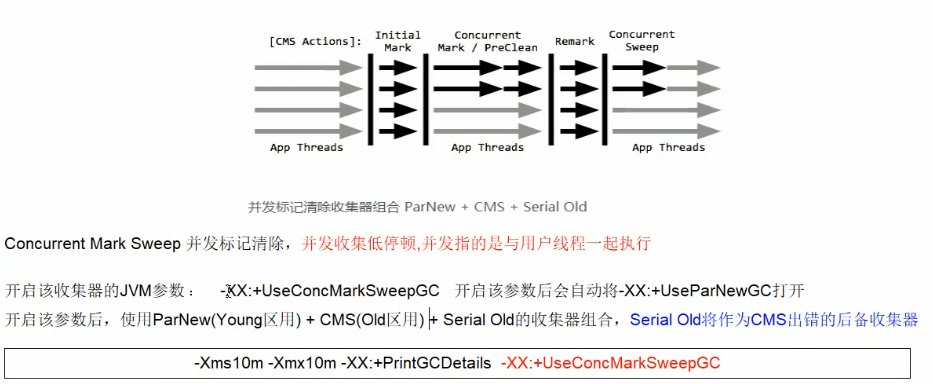 [CMS Actions]:
Initial Mark
Concurrent Mark / PreClean
Remark
Concurrent Sweep
App Threads
App Threads
App Threads
并发标记清除收集器组合 ParNew + CMS + Serial Old
Concurrent Mark Sweep 并发标记清除，并发收集低停顿,并发指的是与用户线程一起执行
开启该收集器的JVM参数： -XX:+UseConcMarkSweepGC 开启该参数后会自动将-XX:+UseParNewGC打开
开启该参数后，使用ParNew(Young区用) + CMS(Old区用) + Serial Old的收集器组合，Serial Old将作为CMS出错的后备收集器
-Xms10m -Xmx10m -XX:+PrintGCDetails -XX:+UseConcMarkSweepGC